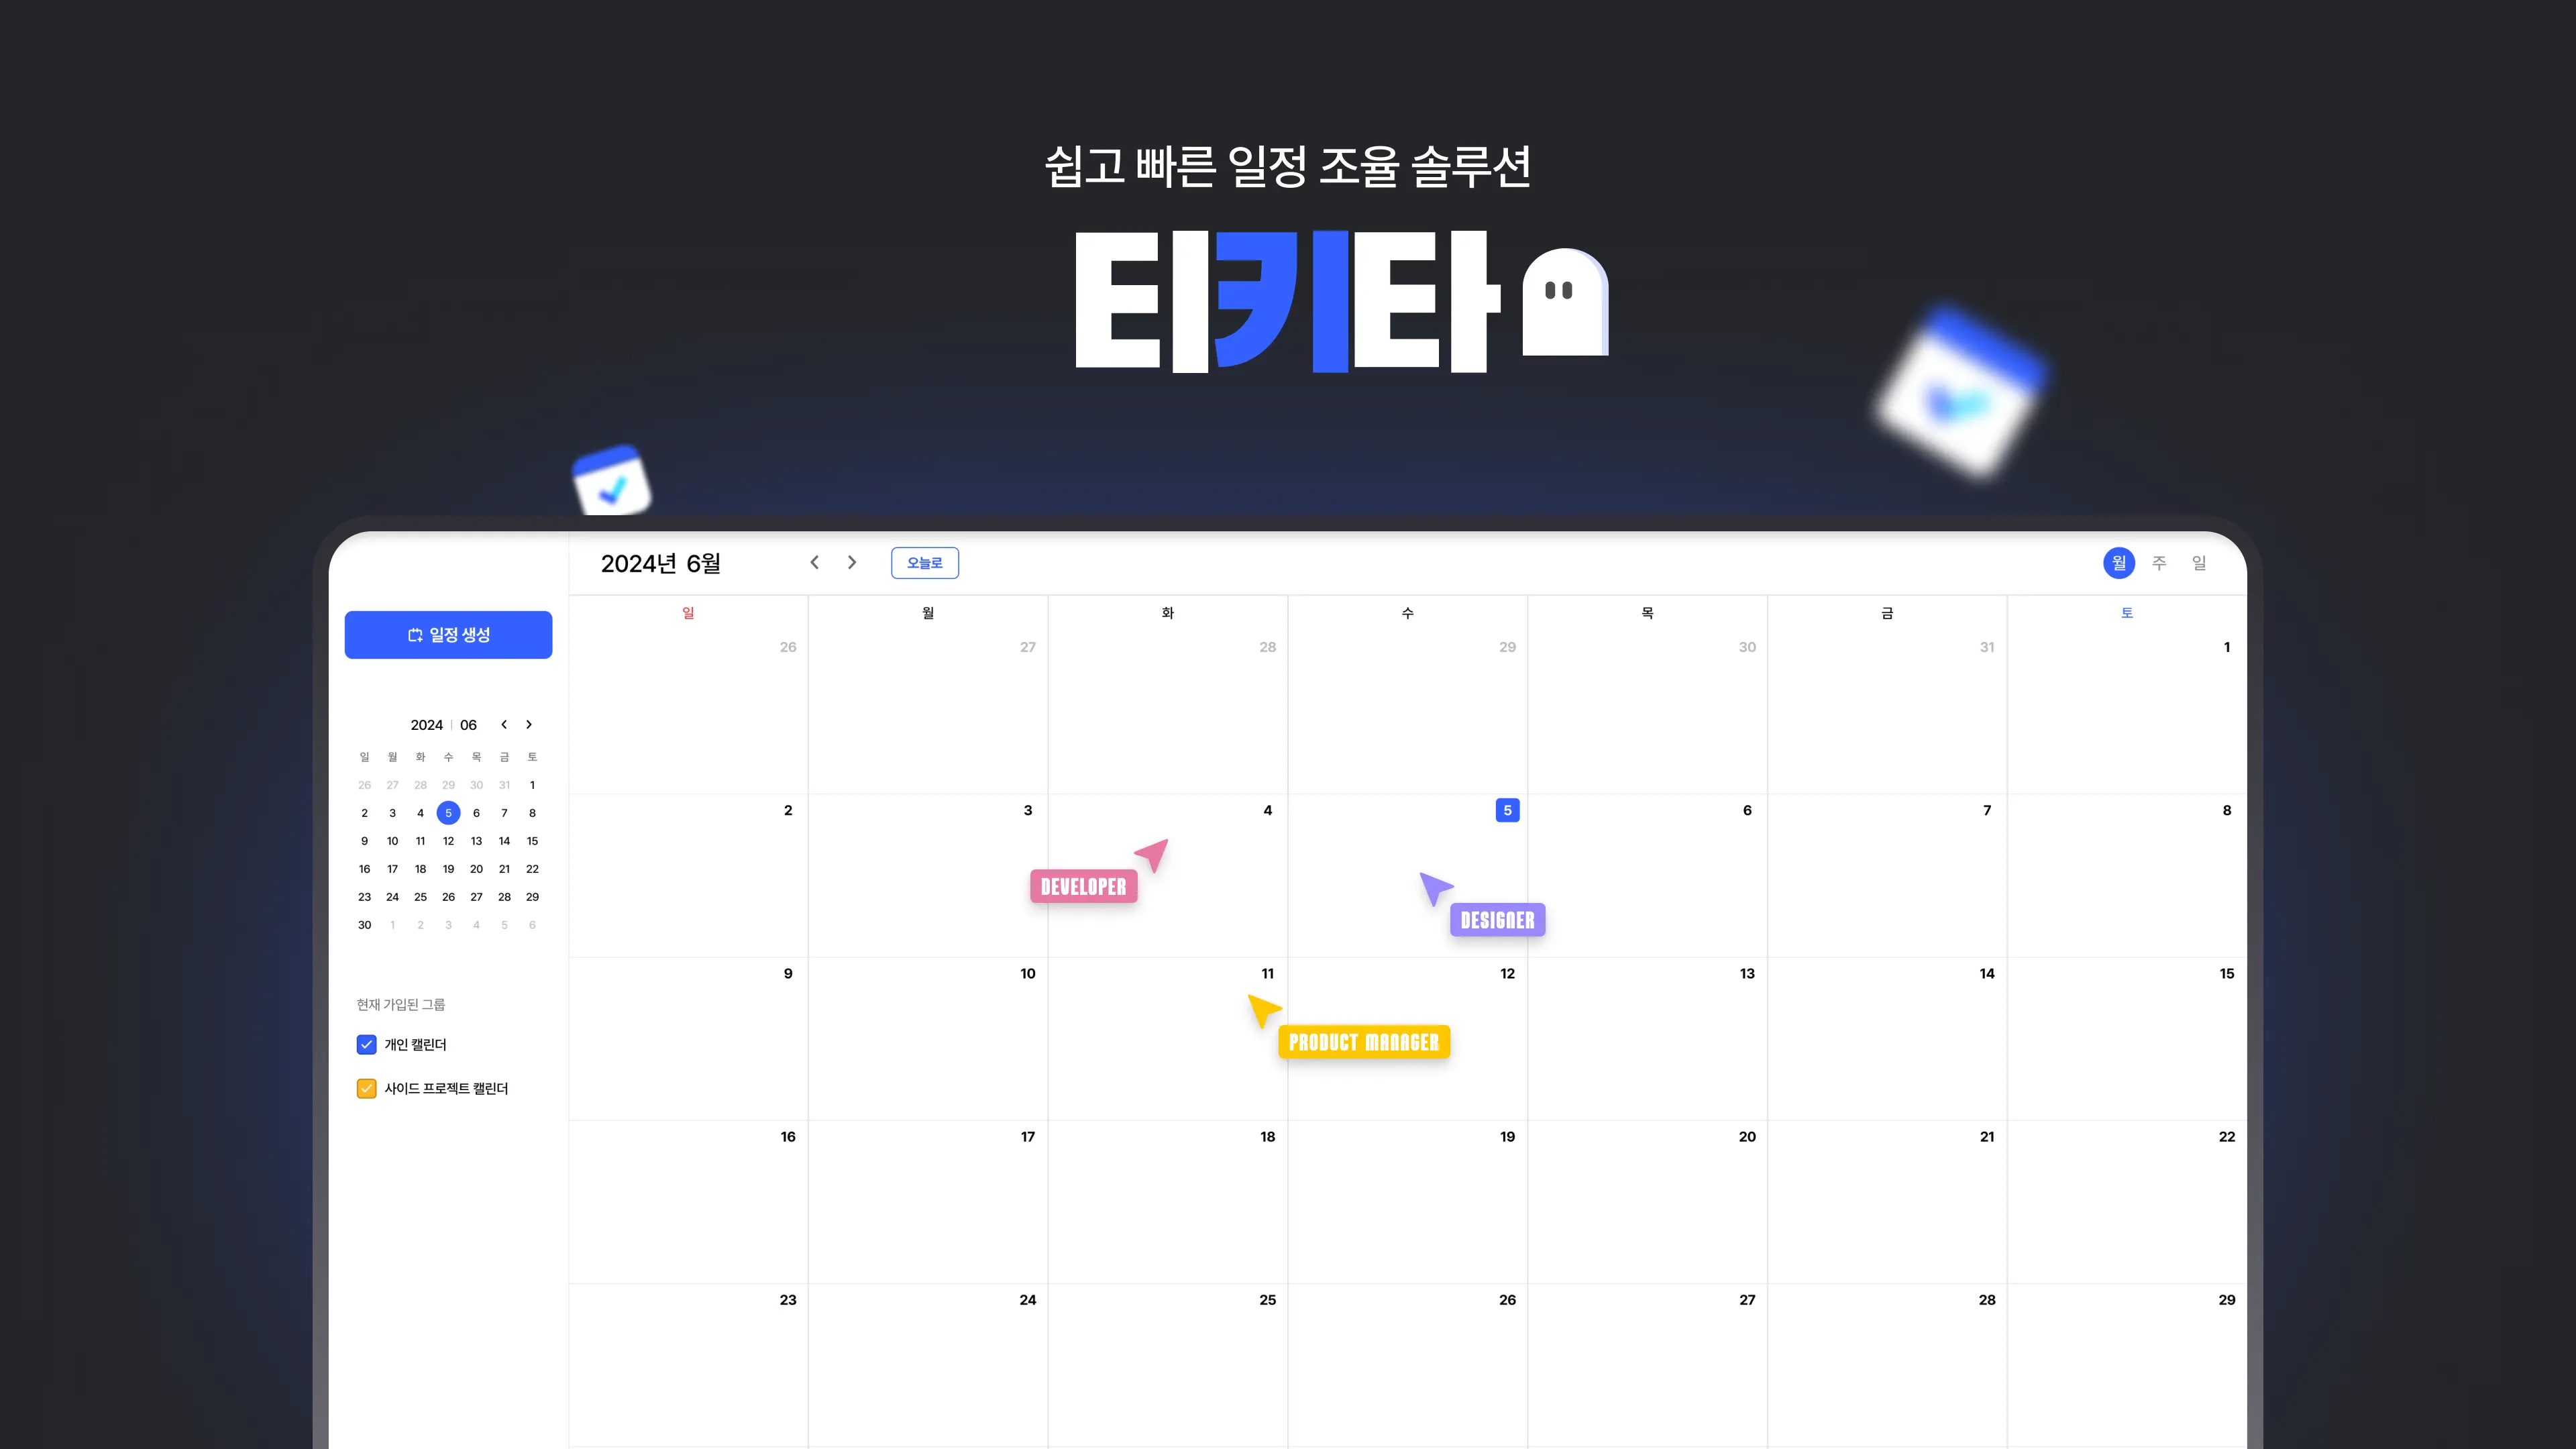 쉽고 빠른 일정 조율 솔루션
티키타
2024년 6월
오늘로
월 주 일
일정 생성
2024 | 06
일 월 화 수 목 금 토
26 27 28 29 30 31 1
2 3 4 5 6 7 8
9 10 11 12 13 14 15
16 17 18 19 20 21 22
23 24 25 26 27 28 29
30 1 2 3 4 5 6
현재 가입된 그룹
개인 캘린더
사이드 프로젝트 캘린더
일 월 화 수 목 금 토
26 27 28 29 30 31 1
2 3 4 5 6 7 8
DEVELOPER
DESIGNER
9 10 11 12 13 14 15
PRODUCT MANAGER
16 17 18 19 20 21 22
23 24 25 26 27 28 29